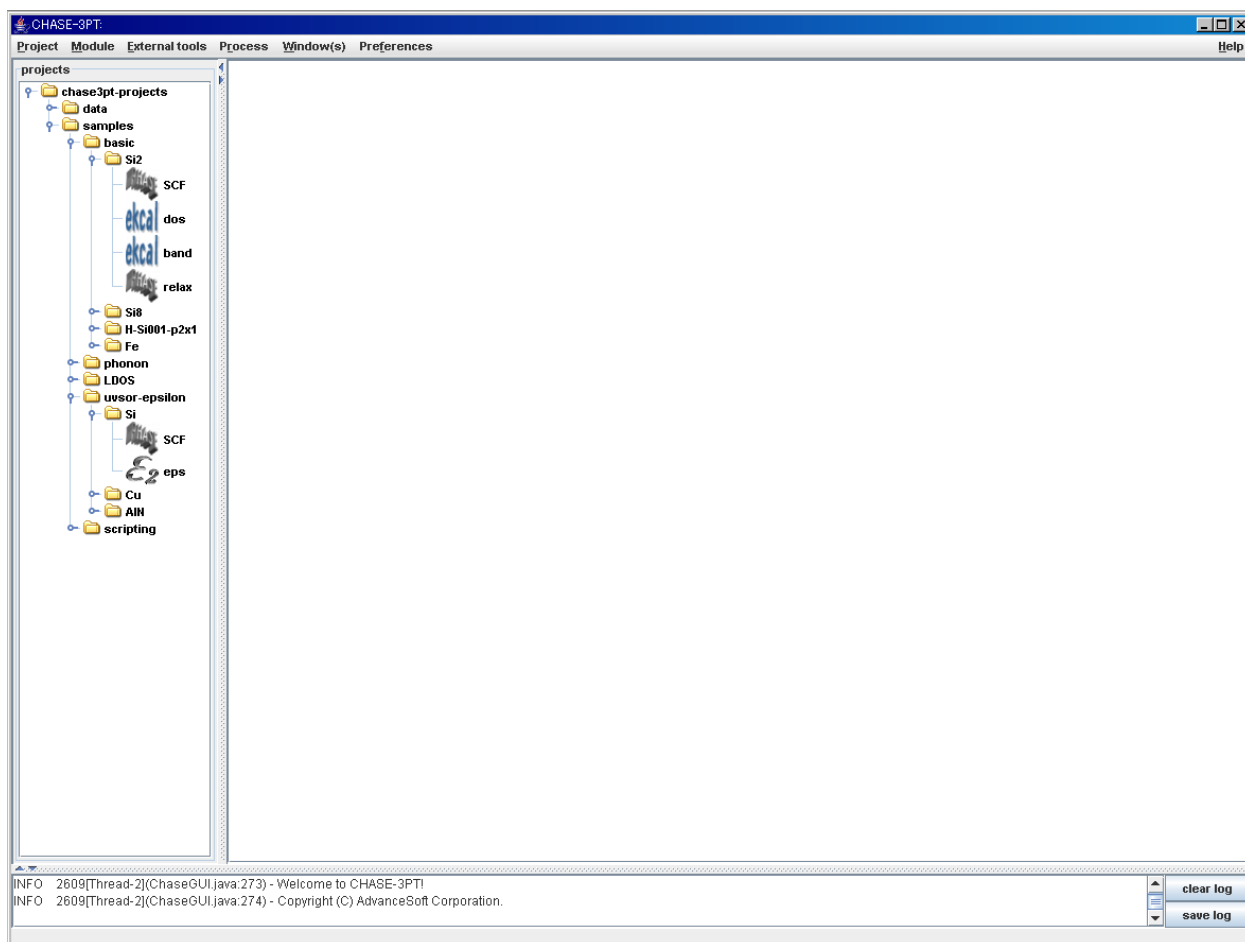 CHASE-3PT:
Project Module External tools Process Window(s) Preferences Help
projects
chase3pt-projects
data
samples
basic
Si2
SCF
ekcal dos
ekcal band
relax
Si8
H-Si001-p2x1
Fe
phonon
LDOS
uvsor-epsilon
Si
SCF
ε2 eps
Cu
AlN
scripting
INFO 2609[Thread-2](ChaseGUI.java:273) - Welcome to CHASE-3PT!
INFO 2609[Thread-2](ChaseGUI.java:274) - Copyright (C) AdvanceSoft Corporation.
clear log
save log